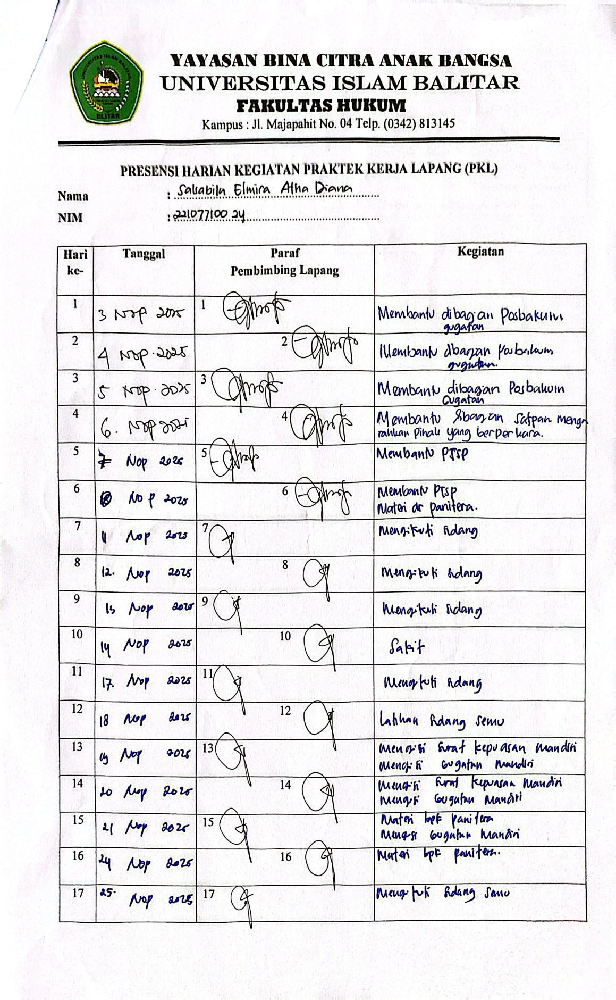 UNIVERSITAS ISLAM BALITAR
BLITAR
YAYASAN BINA CITRA ANAK BANGSA
UNIVERSITAS ISLAM BALITAR
FAKULTAS HUKUM
Kampus : Jl. Majapahit No. 04 Telp. (0342) 813145
PRESENSI HARIAN KEGIATAN PRAKTEK KERJA LAPANG (PKL)
Nama : Salsabila Elmira Atha Diana
NIM : 221077100 24
Hari ke- Tanggal Paraf Pembimbing Lapang Kegiatan
1 3 Nop 2025 1 Membantu dibagian Posbakum
gugatan
2 4 Nop. 2025 2 Membantu dbagian Posbakum
gugatan.
3 5 Nop. 2025 3 Membantu dibagian Posbakum
Gugatan
4 6. Nop 2025 4 Membantu dibagian Satpam menga
rahkan Pihak yang berperkara.
5 7 Nop 2025 5 Membantu PTSP
6 Nop 2025 6 Membantu PTSP
Materi dr panitera.
7 11 Nop 2025 7 Mengikuti sidang
8 12. Nop 2025 8 Mengikuti sidang
9 13 Nop 2025 9 Mengikuti sidang
10 14 Nop 2025 10 Sakit
11 17. Nop 2025 11 Mengikuti sidang
12 18 Nop 2025 12 Latihan sidang semu
13 19 Nop 2025 13 Mengisi surat kepuasan Mandiri
Mengisi Gugatan Mandiri
14 20 Nop 2025 14 Mengisi surat kepuasan Mandiri
Mengisi Gugatan Mandiri
15 21 Nop 2025 15 Materi bpk panitera
Mengisi Gugatan Mandiri
16 24 Nop 2025 16 Materi bpk panitera.
17 25. Nop 2025 17 Mengikuti sidang semu